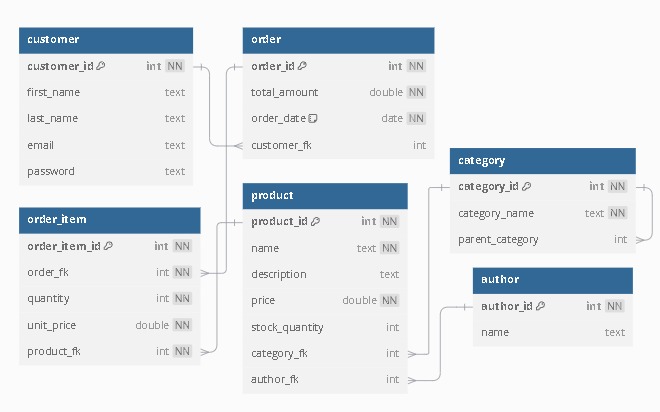 customer
customer_id int NN
first_name text
last_name text
email text
password text
order
order_id int NN
total_amount double NN
order_date date NN
customer_fk int
category
category_id int NN
category_name text NN
parent_category int
order_item
order_item_id int NN
order_fk int NN
quantity int NN
unit_price double NN
product_fk int NN
product
product_id int NN
name text NN
description text
price double NN
stock_quantity int
category_fk int
author_fk int
author
author_id int NN
name text